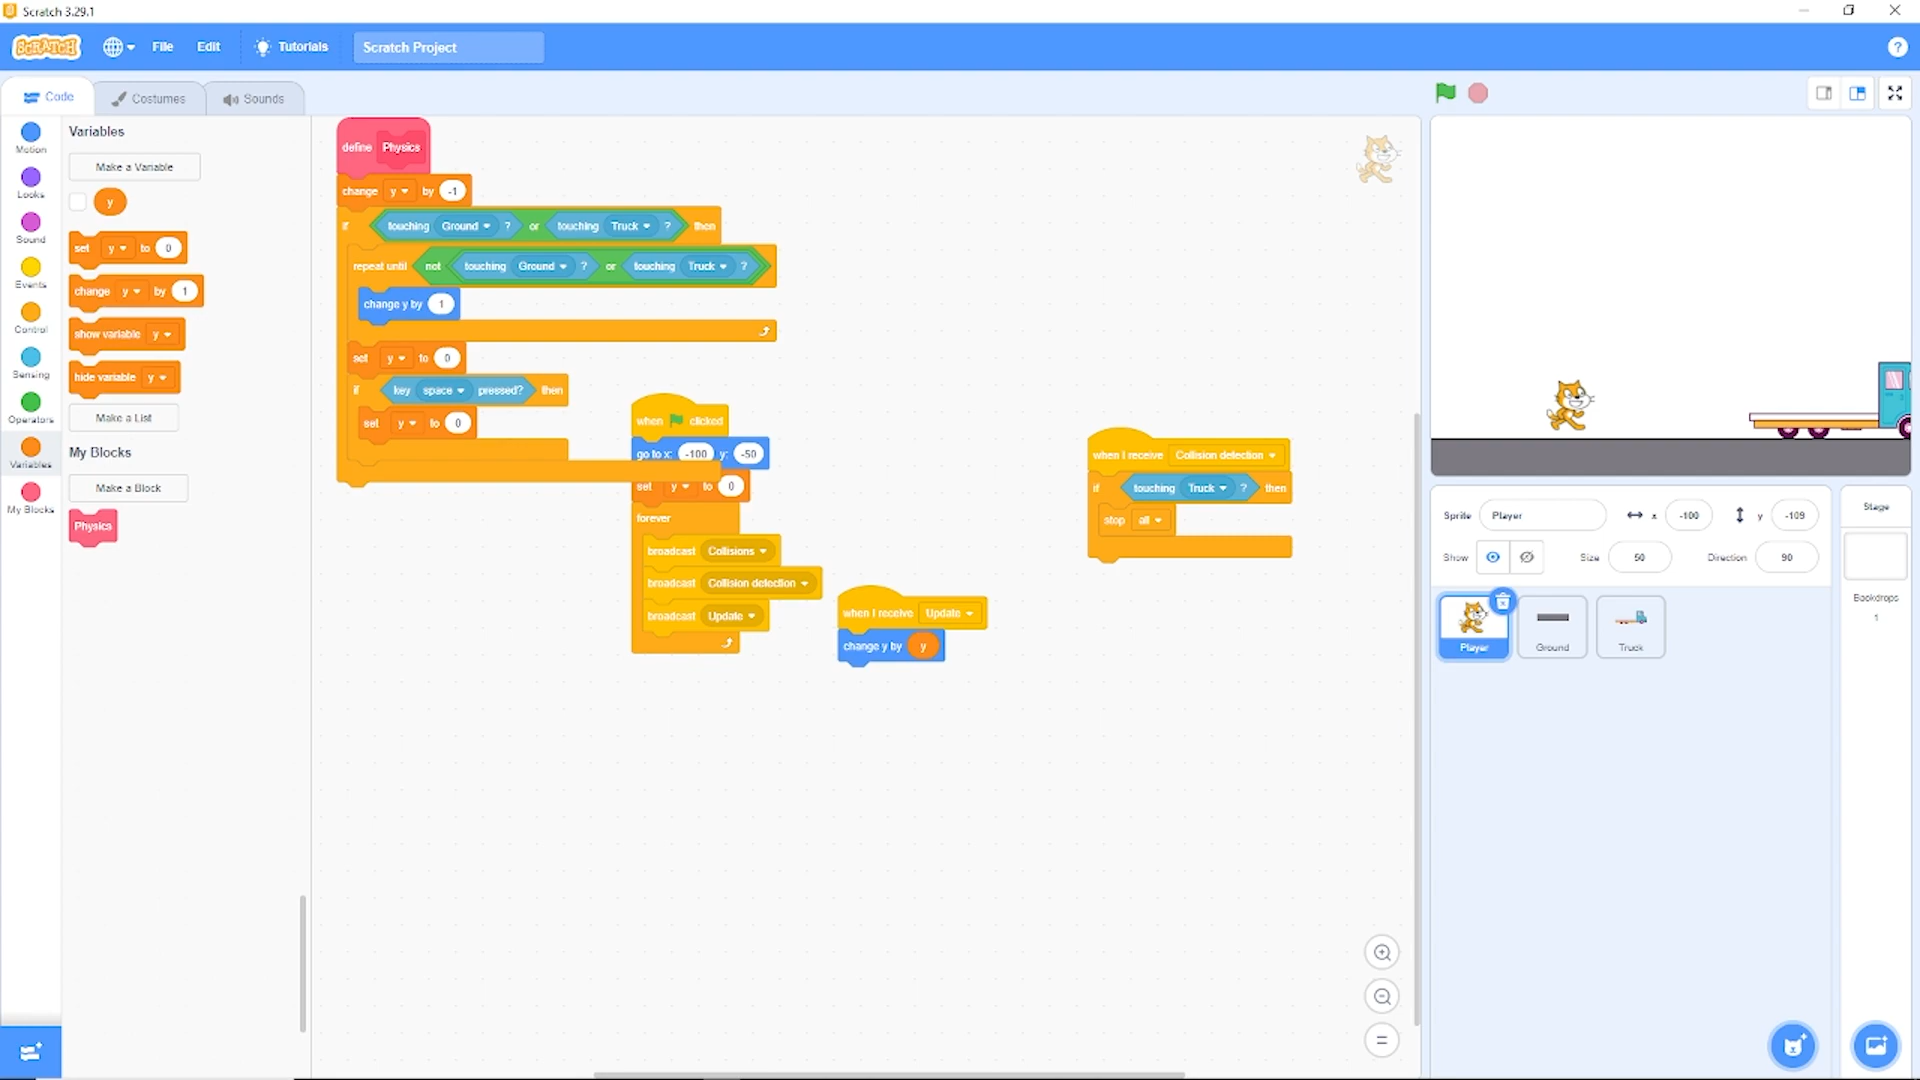 Scratch 3.29.1
SCRATCH File Edit Tutorials Scratch Project ?
Code Costumes Sounds
Motion
Looks
Sound
Events
Control
Sensing
Operators
Variables
My Blocks
Variables
Make a Variable
y
set y to 0
change y by 1
show variable y
hide variable y
Make a List
My Blocks
Make a Block
Physics
define Physics
change y by -1
if touching Ground ? or touching Truck ? then
repeat until not touching Ground ? or touching Truck ?
change y by 1
set y to 0
if key space pressed? then
set y to 0
when clicked
go to x: -100 y: -50
set y to 0
forever
broadcast Collisions
broadcast Collision detection
broadcast Update
when I receive Update
change y by y
when I receive Collision detection
if touching Truck ? then
stop all
Sprite Player x -100 y -109
Show Size 50 Direction 90
Player Ground Truck
Stage
Backdrops
1